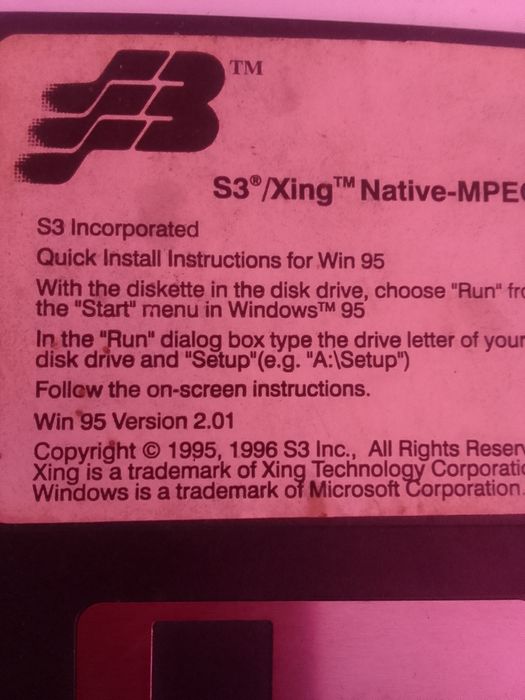 S3 TM
S3®/Xing™ Native-MPE
S3 Incorporated
Quick Install Instructions for Win 95
With the diskette in the disk drive, choose "Run" fr
the "Start" menu in Windows™ 95
In the "Run" dialog box type the drive letter of your
disk drive and "Setup"(e.g. "A:\Setup")
Follow the on-screen instructions.
Win 95 Version 2.01
Copyright © 1995, 1996 S3 Inc., All Rights Reser
Xing is a trademark of Xing Technology Corporati
Windows is a trademark of Microsoft Corporation.